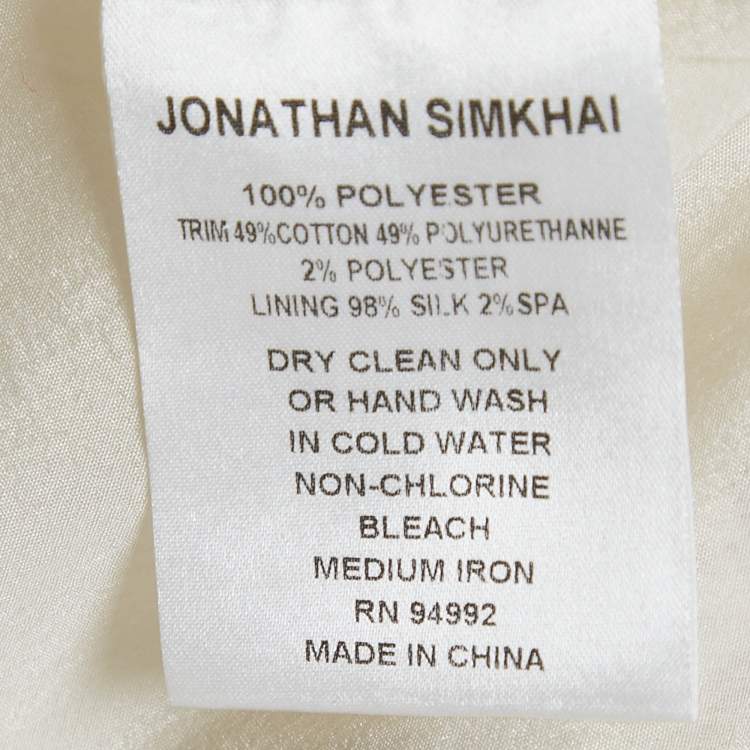 JONATHAN SIMKHAI
100% POLYESTER
TRIM 49%COTTON 49% POLYURETHANNE
2% POLYESTER
LINING 98% SILK 2%SPA
DRY CLEAN ONLY
OR HAND WASH
IN COLD WATER
NON-CHLORINE
BLEACH
MEDIUM IRON
RN 94992
MADE IN CHINA